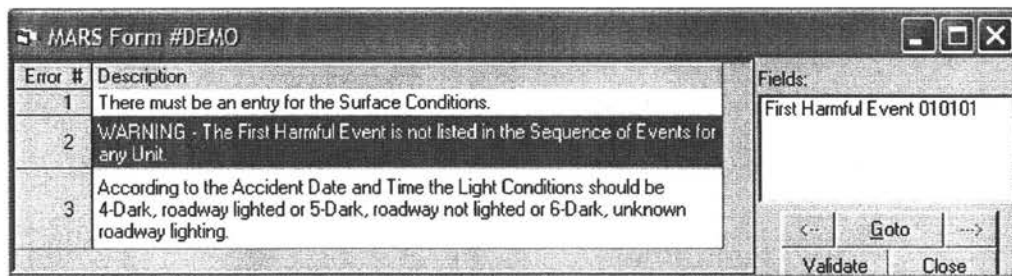 MARS Form #DEMO
Error # Description
1 There must be an entry for the Surface Conditions.
2 WARNING - The First Harmful Event is not listed in the Sequence of Events for
any Unit.
3 According to the Accident Date and Time the Light Conditions should be
4-Dark, roadway lighted or 5-Dark, roadway not lighted or 6-Dark, unknown
roadway lighting.
Fields:
First Harmful Event 010101
<-- Goto -->
Validate Close